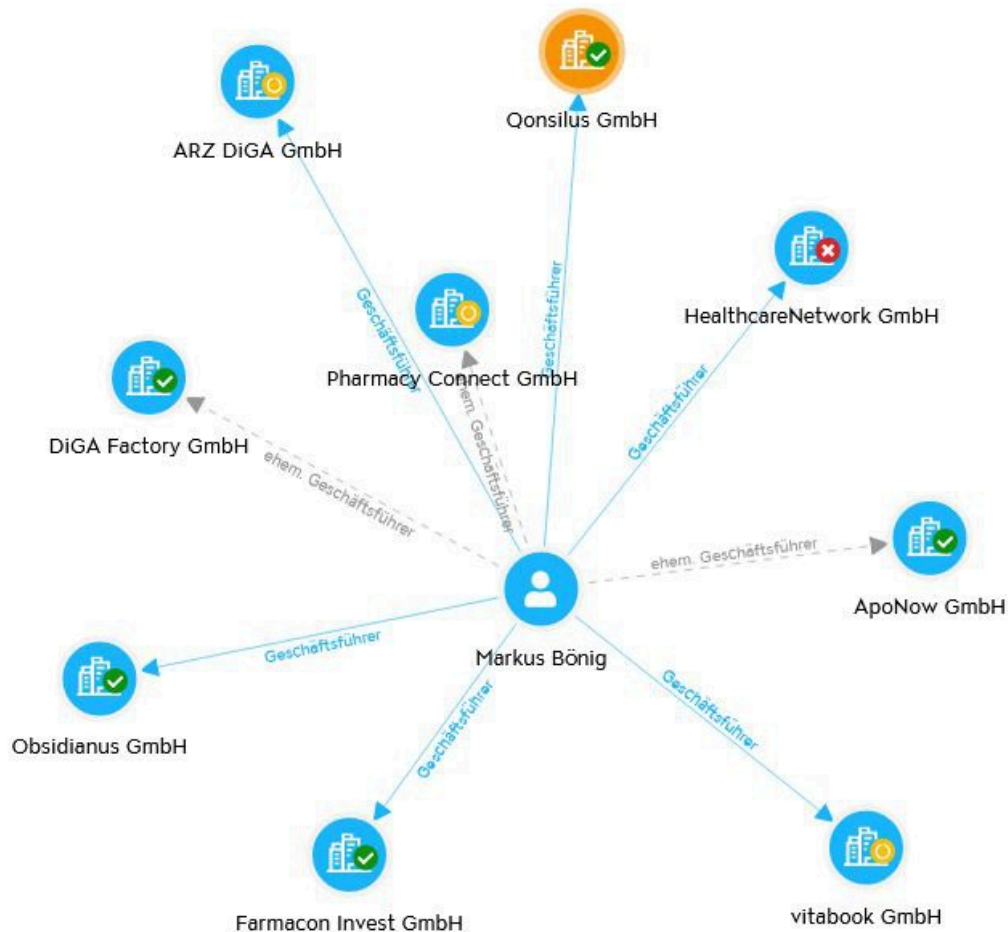 Qonsilus GmbH
ARZ DiGA GmbH
HealthcareNetwork GmbH
Geschäftsführer
Geschäftsführer
Pharmacy Connect GmbH
Geschäftsführer
ehem. Geschäftsführer
DiGA Factory GmbH
ehem. Geschäftsführer
ehem. Geschäftsführer
ApoNow GmbH
Geschäftsführer
Markus Bönig
Geschäftsführer
Geschäftsführer
Obsidianus GmbH
Farmacon Invest GmbH
vitabook GmbH